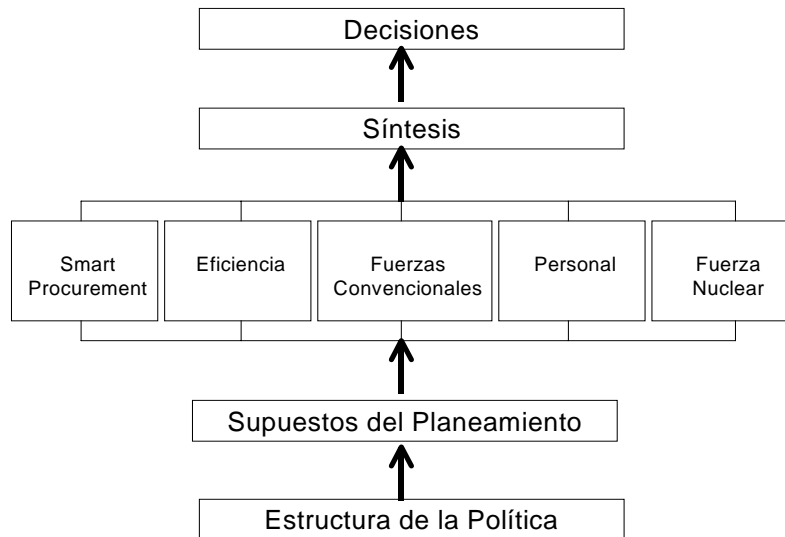 Decisiones
Síntesis
Smart
Procurement
Eficiencia
Fuerzas
Convencionales
Personal
Fuerza
Nuclear
Supuestos del Planeamiento
Estructura de la Política